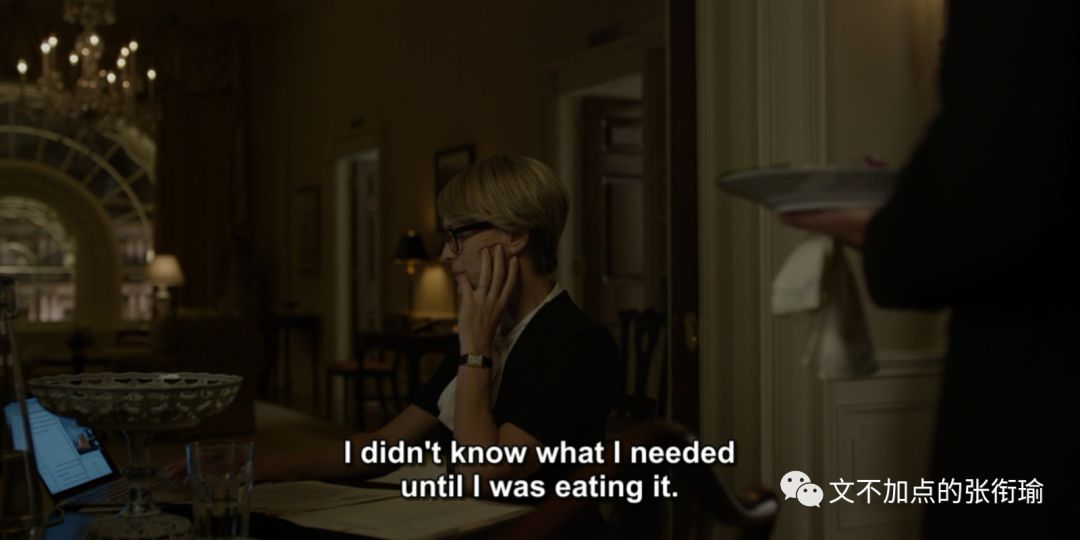 I didn't know what I needed
until I was eating it.
文不加点的张衔瑜